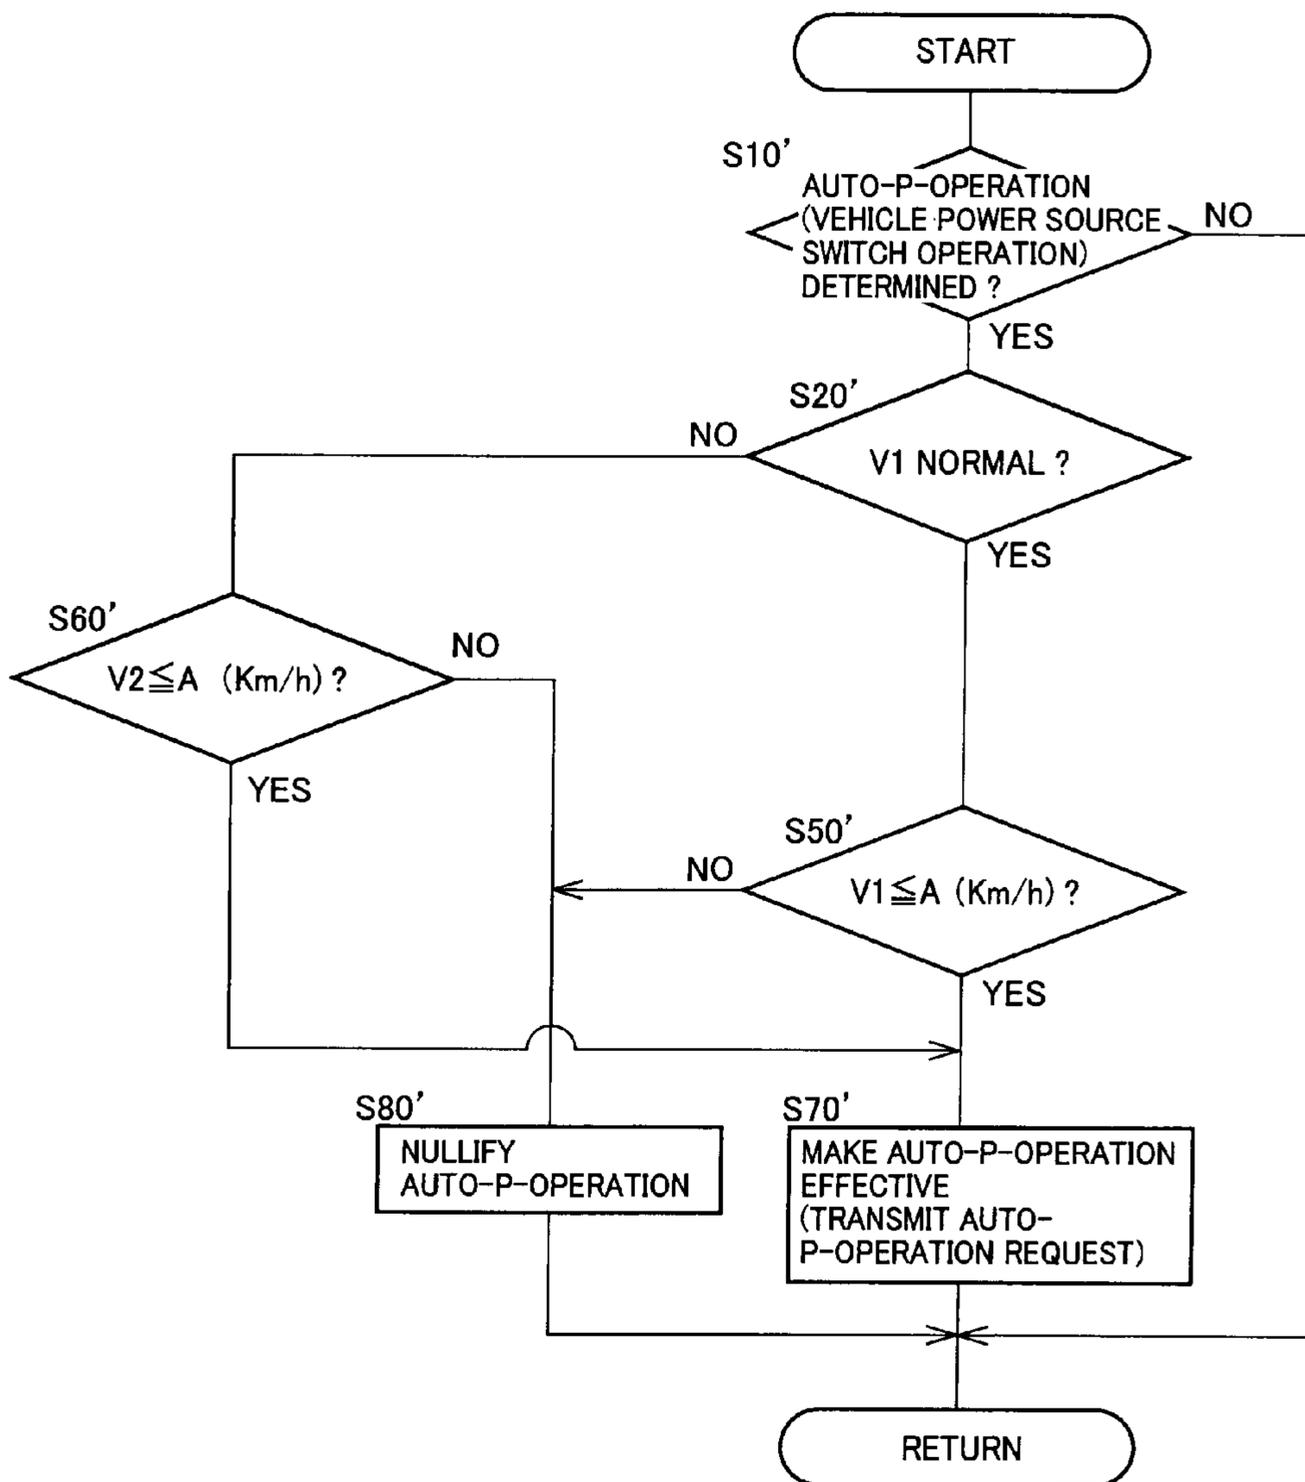 START
S10'
AUTO-P-OPERATION
(VEHICLE POWER SOURCE
SWITCH OPERATION)
DETERMINED ?
NO
YES
S20'
NO
V1 NORMAL ?
YES
S60'
NO
V2≦A (Km/h) ?
YES
S50'
NO
V1≦A (Km/h) ?
YES
S80'
NULLIFY
AUTO-P-OPERATION
S70'
MAKE AUTO-P-OPERATION
EFFECTIVE
(TRANSMIT AUTO-
P-OPERATION REQUEST)
RETURN